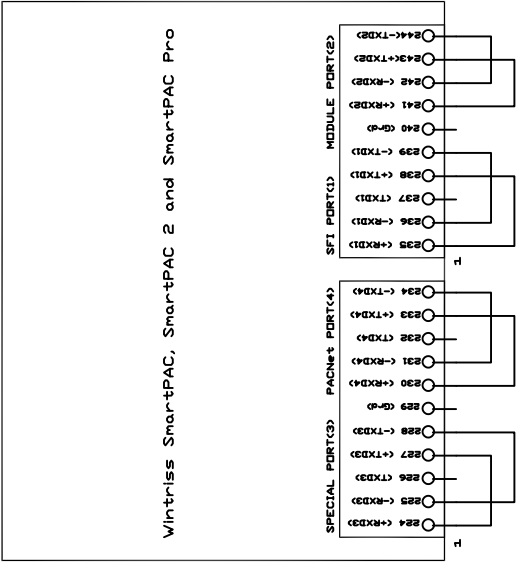 Wintriss SmartPAC, SmartPAC 2 and SmartPAC Pro
MODULE PORT(2)
SFI PORT(1)
244(-TXD2)
243(+TXD2)
242 (-RXD2)
241 (+RXD2)
240 (Grd)
239 (-TXD1)
238 (+TXD1)
237 (TXD1)
236 (-RXD1)
235 (+RXD1)
1
PACNet PORT(4)
SPECIAL PORT(3)
234 (-TXD4)
233 (+TXD4)
232 (TXD4)
231 (-RXD4)
230 (+RXD4)
229 (Grd)
228 (-TXD3)
227 (+TXD3)
226 (TXD3)
225 (-RXD3)
224 (+RXD3)
1